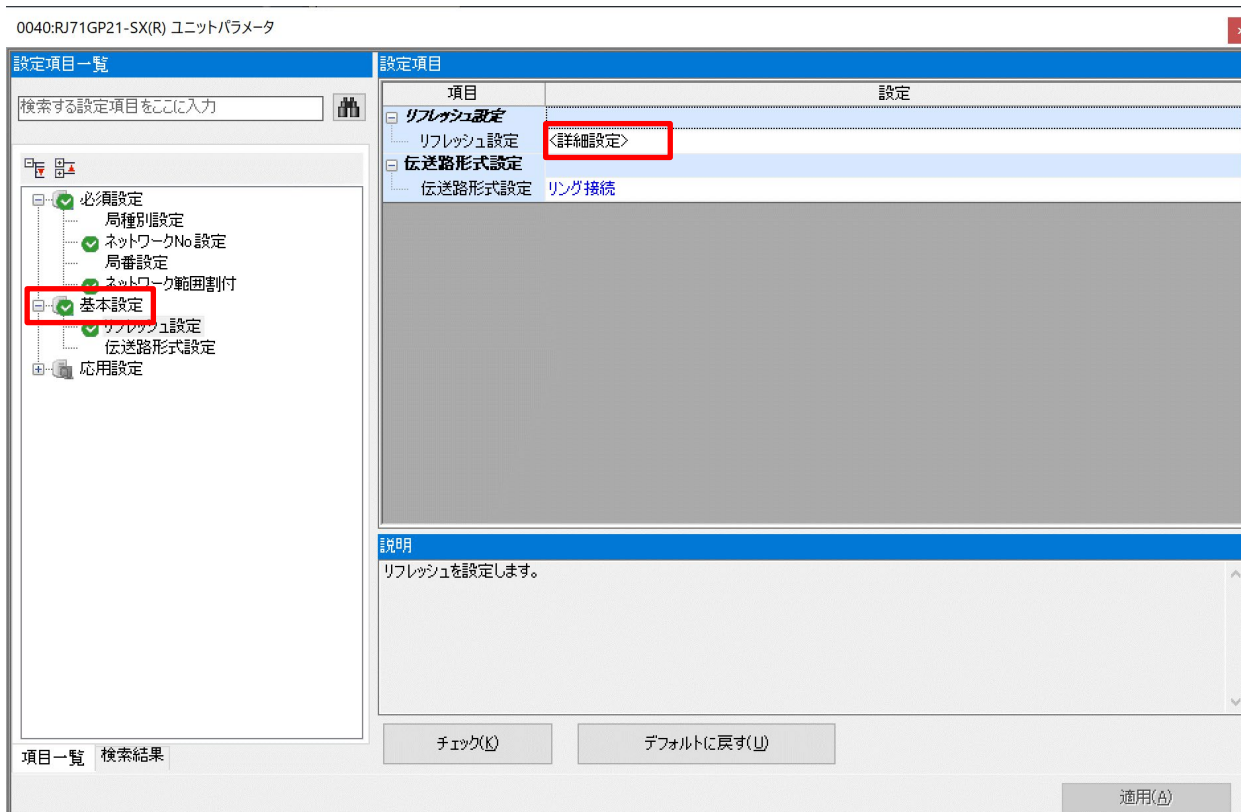 0040:RJ71GP21-SX(R) ユニットパラメータ
設定項目一覧
検索する設定項目をここに入力
必須設定
局種別設定
ネットワークNo設定
局番設定
ネットワーク範囲割付
基本設定
リフレッシュ設定
伝送路形式設定
応用設定
項目一覧 検索結果
設定項目
項目 設定
リフレッシュ設定
リフレッシュ設定 <詳細設定>
伝送路形式設定
伝送路形式設定 リング接続
説明
リフレッシュを設定します。
チェック(K) デフォルトに戻す(U)
適用(A)